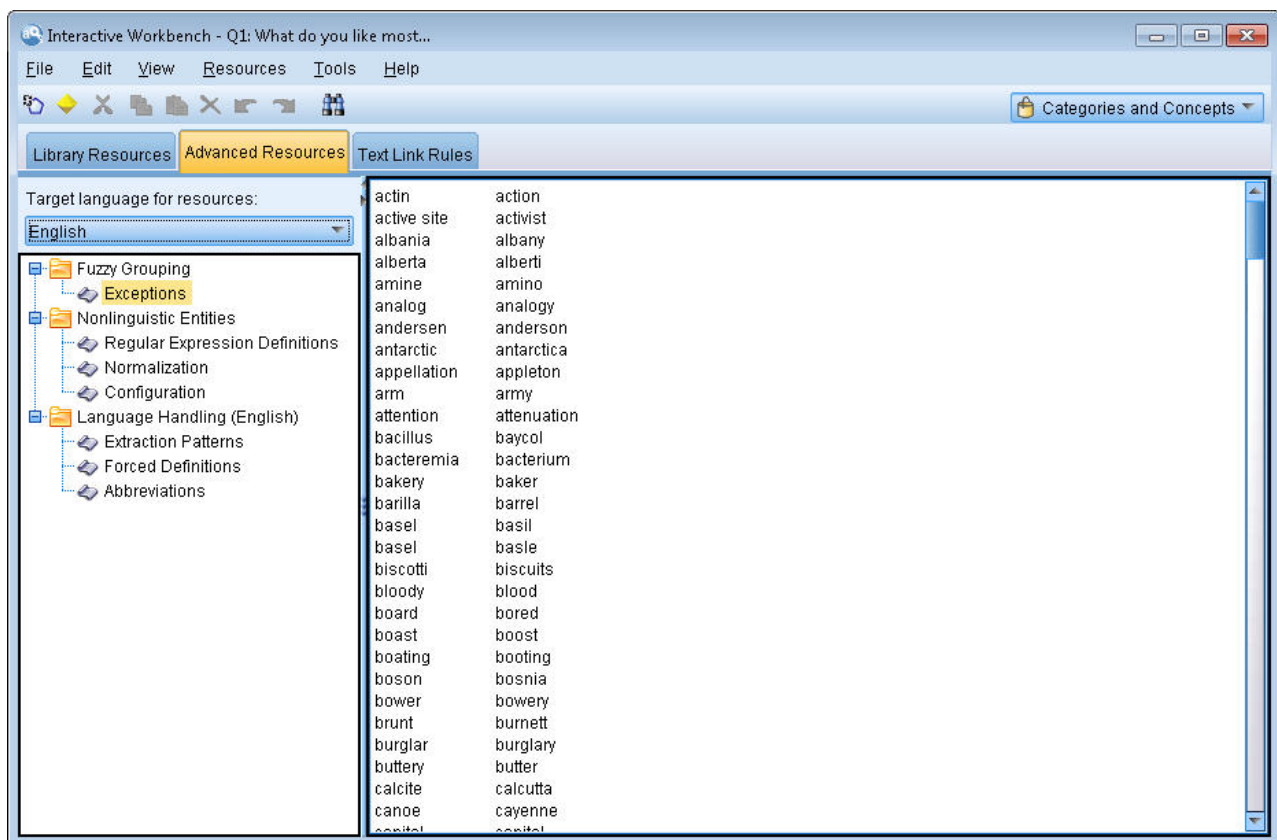 Interactive Workbench - Q1: What do you like most...
File Edit View Resources Tools Help
Categories and Concepts
Library Resources Advanced Resources Text Link Rules
Target language for resources:
English
Fuzzy Grouping
Exceptions
Nonlinguistic Entities
Regular Expression Definitions
Normalization
Configuration
Language Handling (English)
Extraction Patterns
Forced Definitions
Abbreviations
actin action
active site activist
albania albany
alberta alberti
amine amino
analog analogy
andersen anderson
antarctic antarctica
appellation appleton
arm army
attention attenuation
bacillus baycol
bacteremia bacterium
bakery baker
barilla barrel
basel basil
basel basle
biscotti biscuits
bloody blood
board bored
boast boost
boating booting
boson bosnia
bower bowery
brunt burnett
burglar burglary
buttery butter
calcite calcutta
canoe cayenne